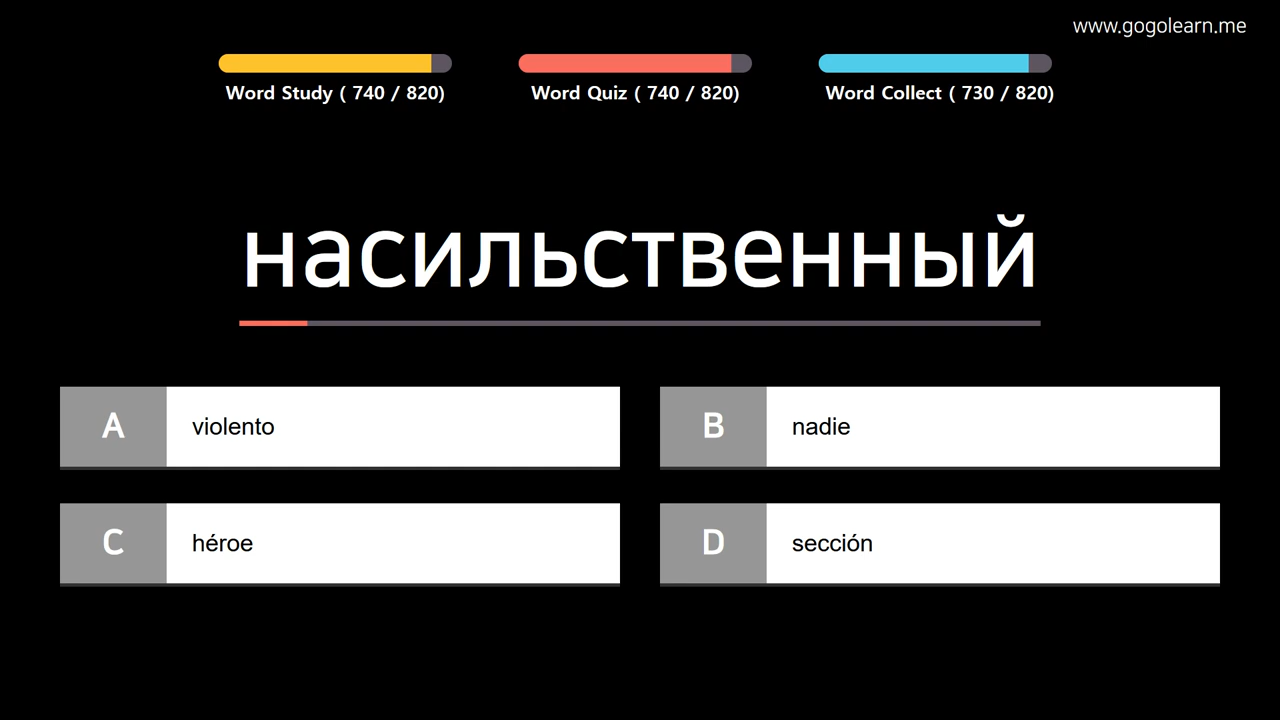 www.gogolearn.me
Word Study ( 740 / 820)
Word Quiz ( 740 / 820)
Word Collect ( 730 / 820)
насильственный
A violento
B nadie
C héroe
D sección